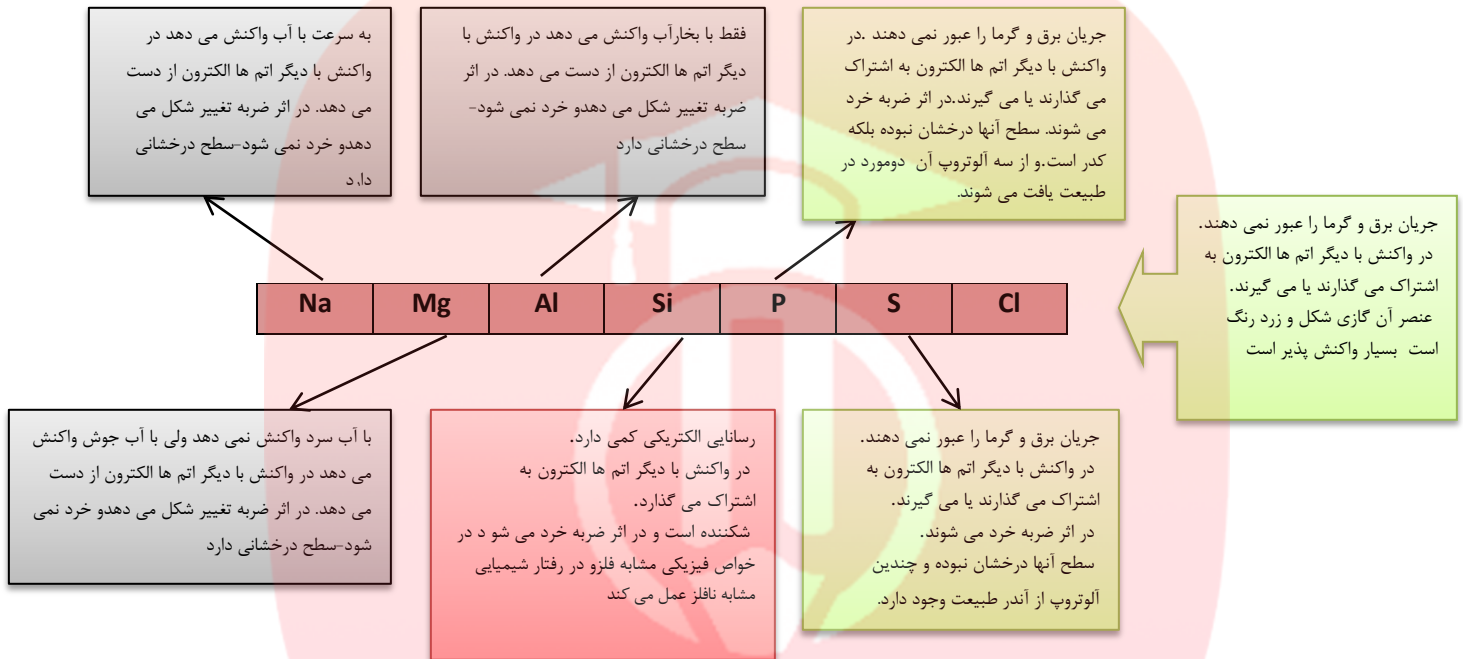 به سرعت با آب واکنش می دهد در
واکنش با دیگر اتم ها الکترون از دست
می دهد. در اثر ضربه تغییر شکل می
دهدو خرد نمی شود-سطح درخشانی
دارد
فقط با بخارآب واکنش می دهد در واکنش با
دیگر اتم ها الکترون از دست می دهد. در اثر
ضربه تغییر شکل می دهدو خرد نمی شود-
سطح درخشانی دارد
جریان برق و گرما را عبور نمی دهند .در
واکنش با دیگر اتم ها الکترون به اشتراک
می گذارند یا می گیرند.در اثر ضربه خرد
می شوند. سطح آنها درخشان نبوده بلکه
کدر است.و از سه آلوتروپ آن دومورد در
طبیعت یافت می شوند.
جریان برق و گرما را عبور نمی دهند.
در واکنش با دیگر اتم ها الکترون به
اشتراک می گذارند یا می گیرند.
عنصر آن گازی شکل و زرد رنگ
است بسیار واکنش پذیر است
Na Mg Al Si P S Cl
با آب سرد واکنش نمی دهد ولی با آب جوش واکنش
می دهد در واکنش با دیگر اتم ها الکترون از دست
می دهد. در اثر ضربه تغییر شکل می دهدو خرد نمی
شود-سطح درخشانی دارد
رسانایی الکتریکی کمی دارد.
در واکنش با دیگر اتم ها الکترون به
اشتراک می گذارد.
شکننده است و در اثر ضربه خرد می شو د در
خواص فیزیکی مشابه فلزو در رفتار شیمیایی
مشابه نافلز عمل می کند
جریان برق و گرما را عبور نمی دهند.
در واکنش با دیگر اتم ها الکترون به
اشتراک می گذارند یا می گیرند.
در اثر ضربه خرد می شوند.
سطح آنها درخشان نبوده و چندین
آلوتروپ از آندر طبیعت وجود دارد.